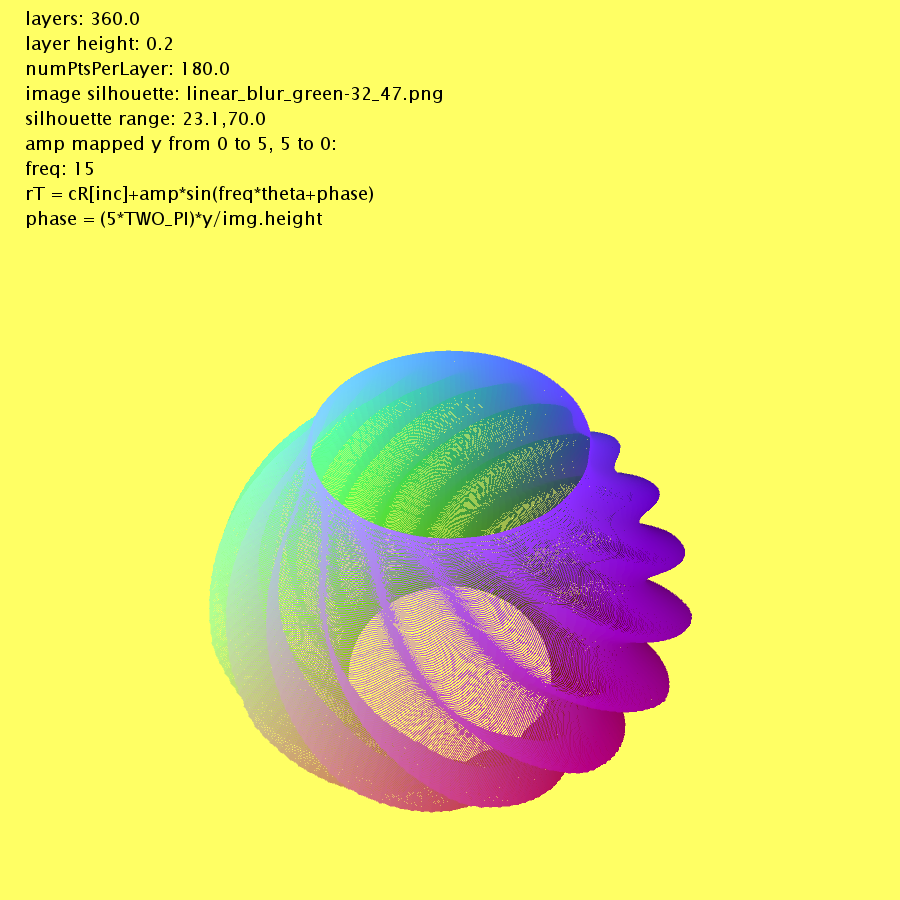 layers: 360.0
layer height: 0.2
numPtsPerLayer: 180.0
image silhouette: linear_blur_green-32_47.png
silhouette range: 23.1,70.0
amp mapped y from 0 to 5, 5 to 0:
freq: 15
rT = cR[inc]+amp*sin(freq*theta+phase)
phase = (5*TWO_PI)*y/img.height